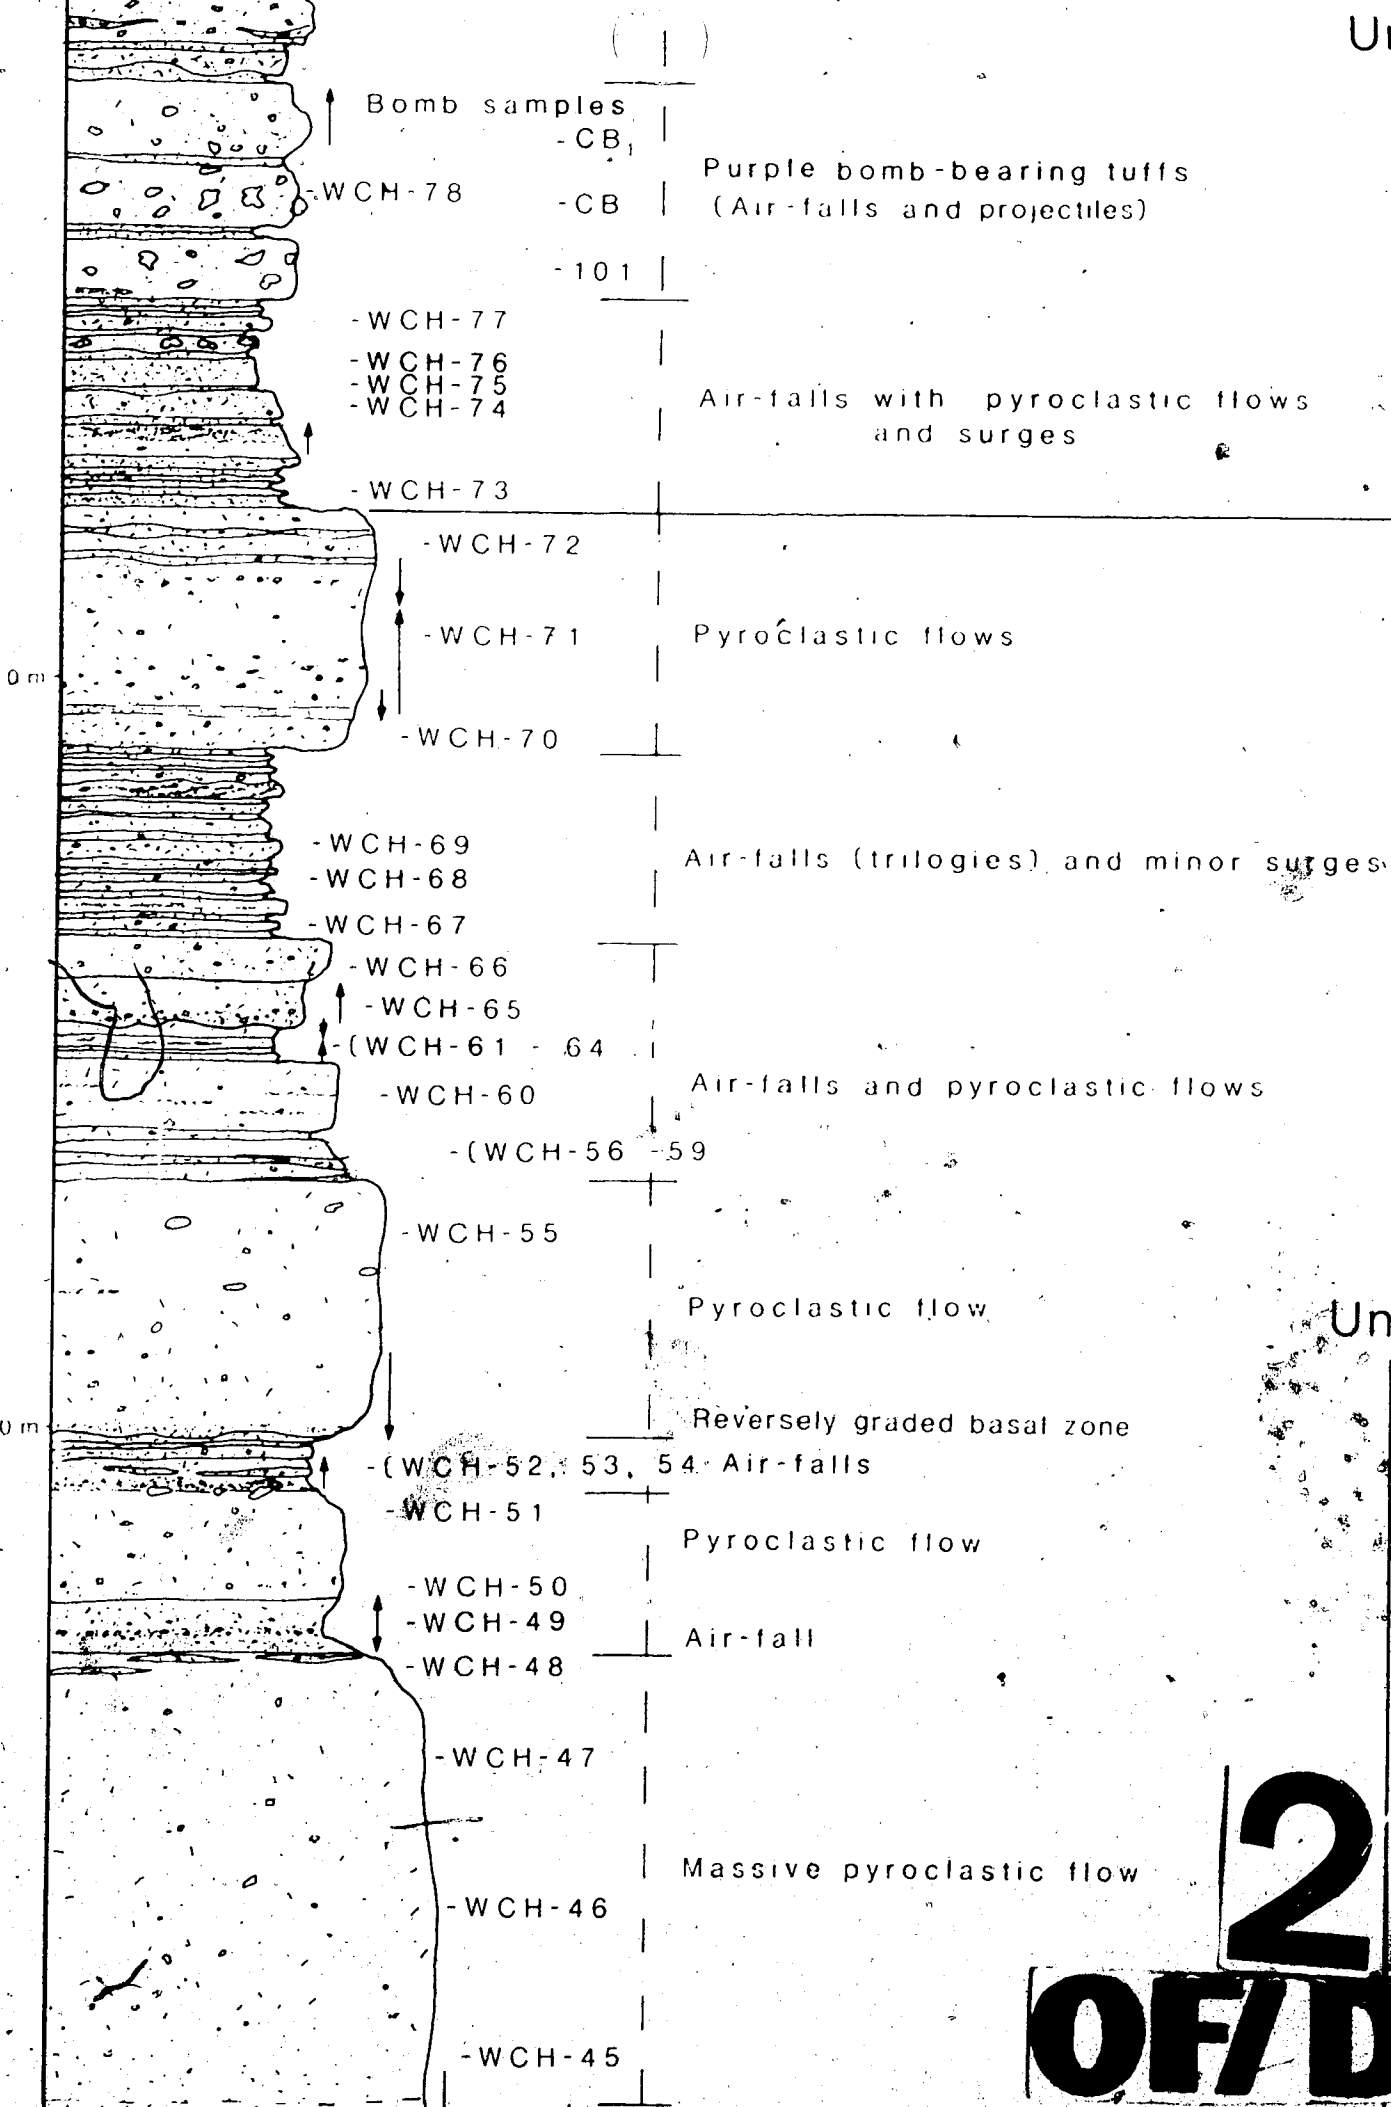 Bomb samples
-CB₁
Purple bomb-bearing tuffs
-WCH-78
-CB
(Air-falls and projectiles)
-101
-WCH-77
-WCH-76
-WCH-75
-WCH-74
Air-falls with pyroclastic flows
and surges
-WCH-73
-WCH-72
-WCH-71
Pyroclastic flows
0 m
-WCH-70
-WCH-69
Air-falls (trilogies) and minor surges
-WCH-68
-WCH-67
-WCH-66
-WCH-65
-(WCH-61 - 64
-WCH-60
Air-falls and pyroclastic flows
-(WCH-56 -59
-WCH-55
Pyroclastic flow
Un
Reversely graded basal zone
0 m
-(WCH-52, 53, 54 Air-falls
-WCH-51
Pyroclastic flow
-WCH-50
-WCH-49
Air-fall
-WCH-48
-WCH-47
Massive pyroclastic flow
2
-WCH-46
OF/D
-WCH-45